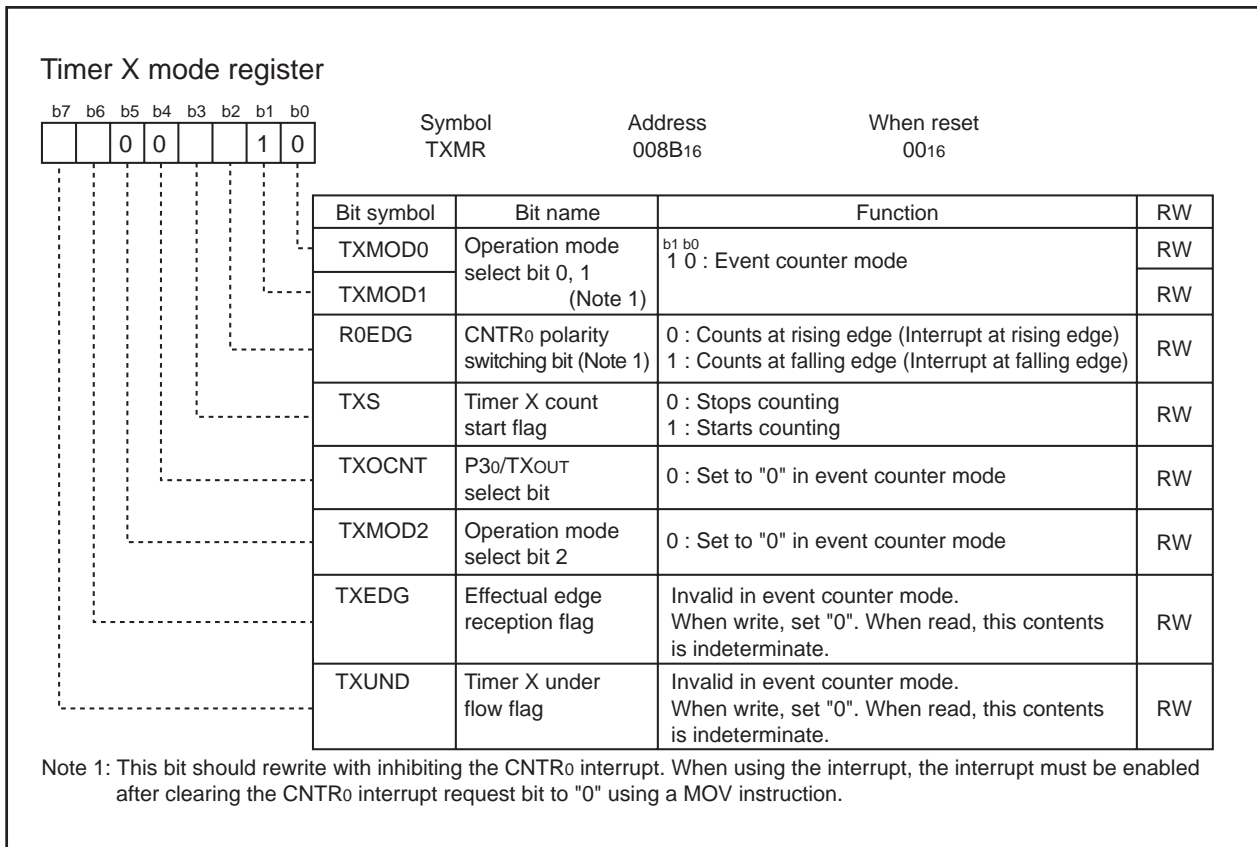 Timer X mode register
b7 b6 b5 b4 b3 b2 b1 b0
0 0 1 0
Symbol Address When reset
TXMR 008B16 0016
Bit symbol Bit name Function RW
TXMOD0 Operation mode select bit 0, 1 (Note 1) b1 b0 RW
1 0 : Event counter mode
TXMOD1 RW
R0EDG CNTR0 polarity 0 : Counts at rising edge (Interrupt at rising edge) RW
switching bit (Note 1) 1 : Counts at falling edge (Interrupt at falling edge)
TXS Timer X count 0 : Stops counting RW
start flag 1 : Starts counting
TXOCNT P30/TXOUT 0 : Set to "0" in event counter mode RW
select bit
TXMOD2 Operation mode 0 : Set to "0" in event counter mode RW
select bit 2
TXEDG Effectual edge Invalid in event counter mode. RW
reception flag When write, set "0". When read, this contents
is indeterminate.
TXUND Timer X under Invalid in event counter mode. RW
flow flag When write, set "0". When read, this contents
is indeterminate.
Note 1: This bit should rewrite with inhibiting the CNTR0 interrupt. When using the interrupt, the interrupt must be enabled
after clearing the CNTR0 interrupt request bit to "0" using a MOV instruction.